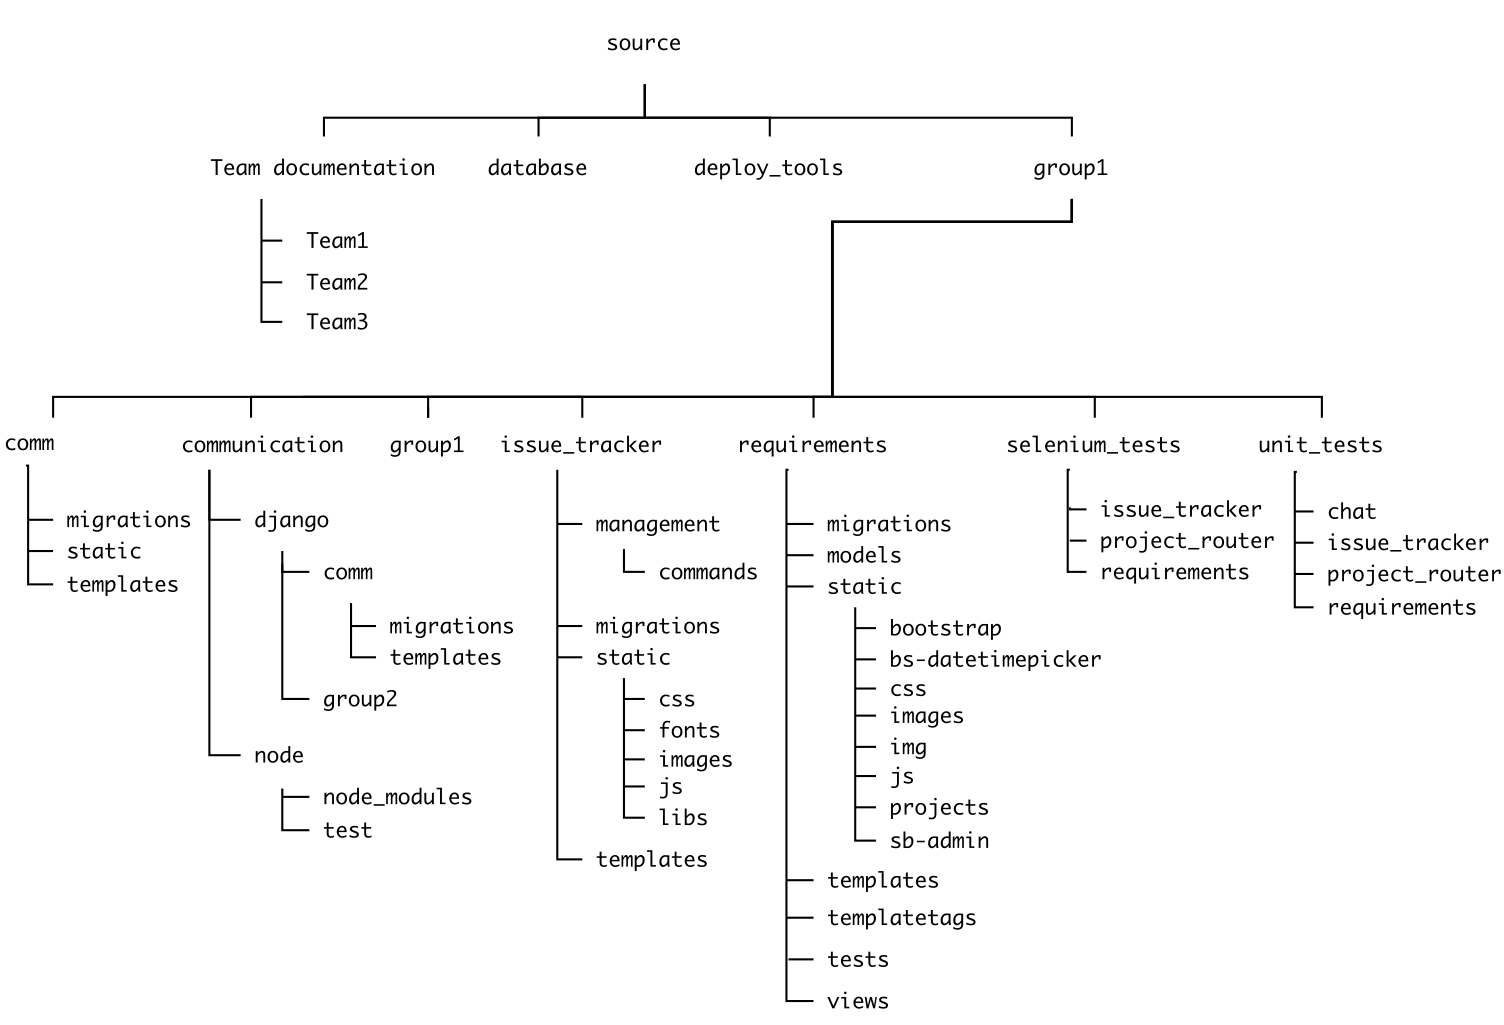 source
Team documentation
database
deploy_tools
group1
Team1
Team2
Team3
comm
migrations
static
templates
communication
django
comm
migrations
templates
group2
node
node_modules
test
group1
issue_tracker
management
commands
migrations
static
css
fonts
images
js
libs
templates
requirements
migrations
models
static
bootstrap
bs-datetimepicker
css
images
img
js
projects
sb-admin
templates
templatetags
tests
views
selenium_tests
issue_tracker
project_router
requirements
unit_tests
chat
issue_tracker
project_router
requirements